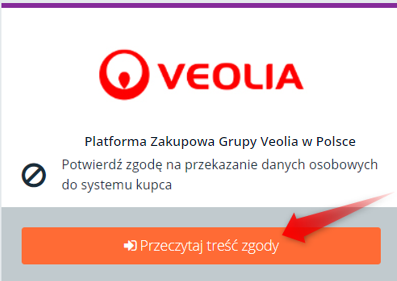 VEOLIA
Platforma Zakupowa Grupy Veolia w Polsce
Potwierdź zgodę na przekazanie danych osobowych
do systemu kupca
Przeczytaj treść zgody